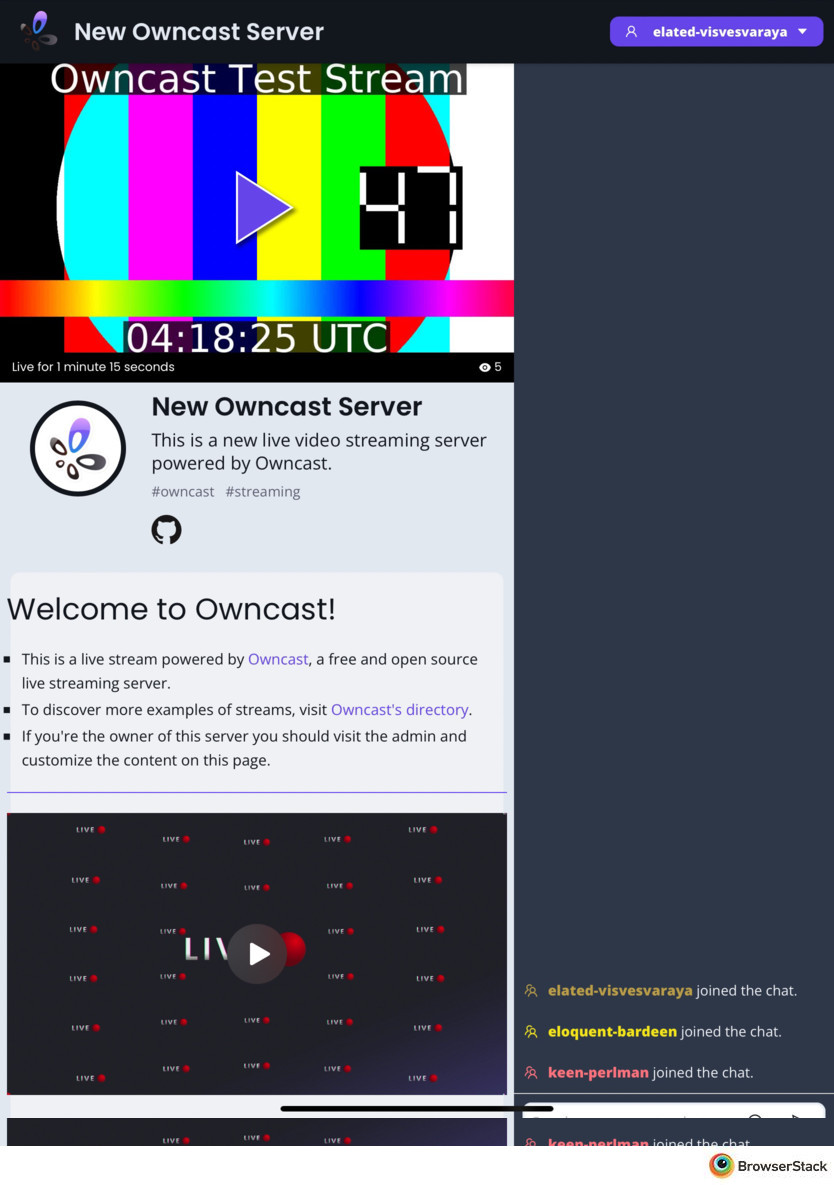 New Owncast Server
elated-visvesvaraya
Owncast Test Stream
47
04:18:25 UTC
Live for 1 minute 15 seconds
5
New Owncast Server
This is a new live video streaming server
powered by Owncast.
#owncast #streaming
Welcome to Owncast!
This is a live stream powered by Owncast, a free and open source
live streaming server.
To discover more examples of streams, visit Owncast's directory.
If you're the owner of this server you should visit the admin and
customize the content on this page.
LIVE LIVE LIVE LIVE LIVE
LIVE LIVE LIVE LIVE LIVE
LIVE LIVE LIVE LIVE
LIV
LIVE LIVE LIVE LIVE
LIVE LIVE LIVE LIVE LIVE
LIVE LIVE LIVE LIVE LIVE
elated-visvesvaraya joined the chat.
eloquent-bardeen joined the chat.
keen-perlman joined the chat.
LIVE LIVE LIVE
keen-perlman joined the chat
BrowserStack